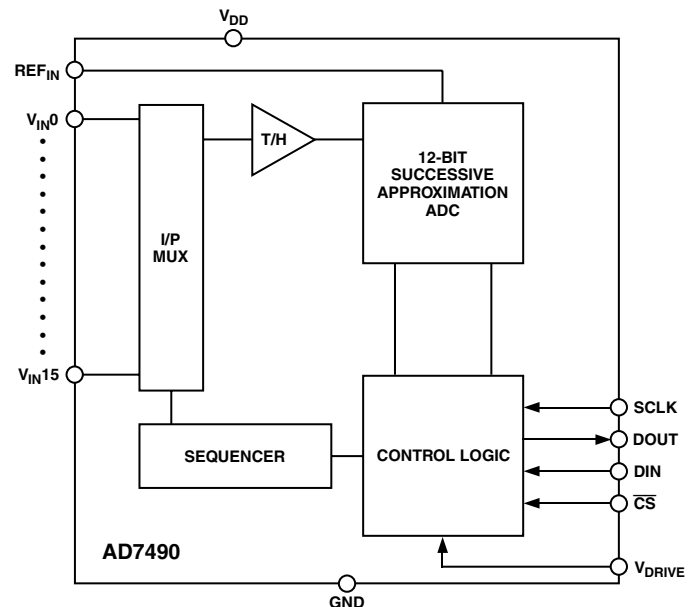 VDD
REFIN
VIN0
T/H
12-BIT
SUCCESSIVE
APPROXIMATION
ADC
I/P
MUX
VIN15
SCLK
SEQUENCER
CONTROL LOGIC
DOUT
DIN
CS
AD7490
VDRIVE
GND